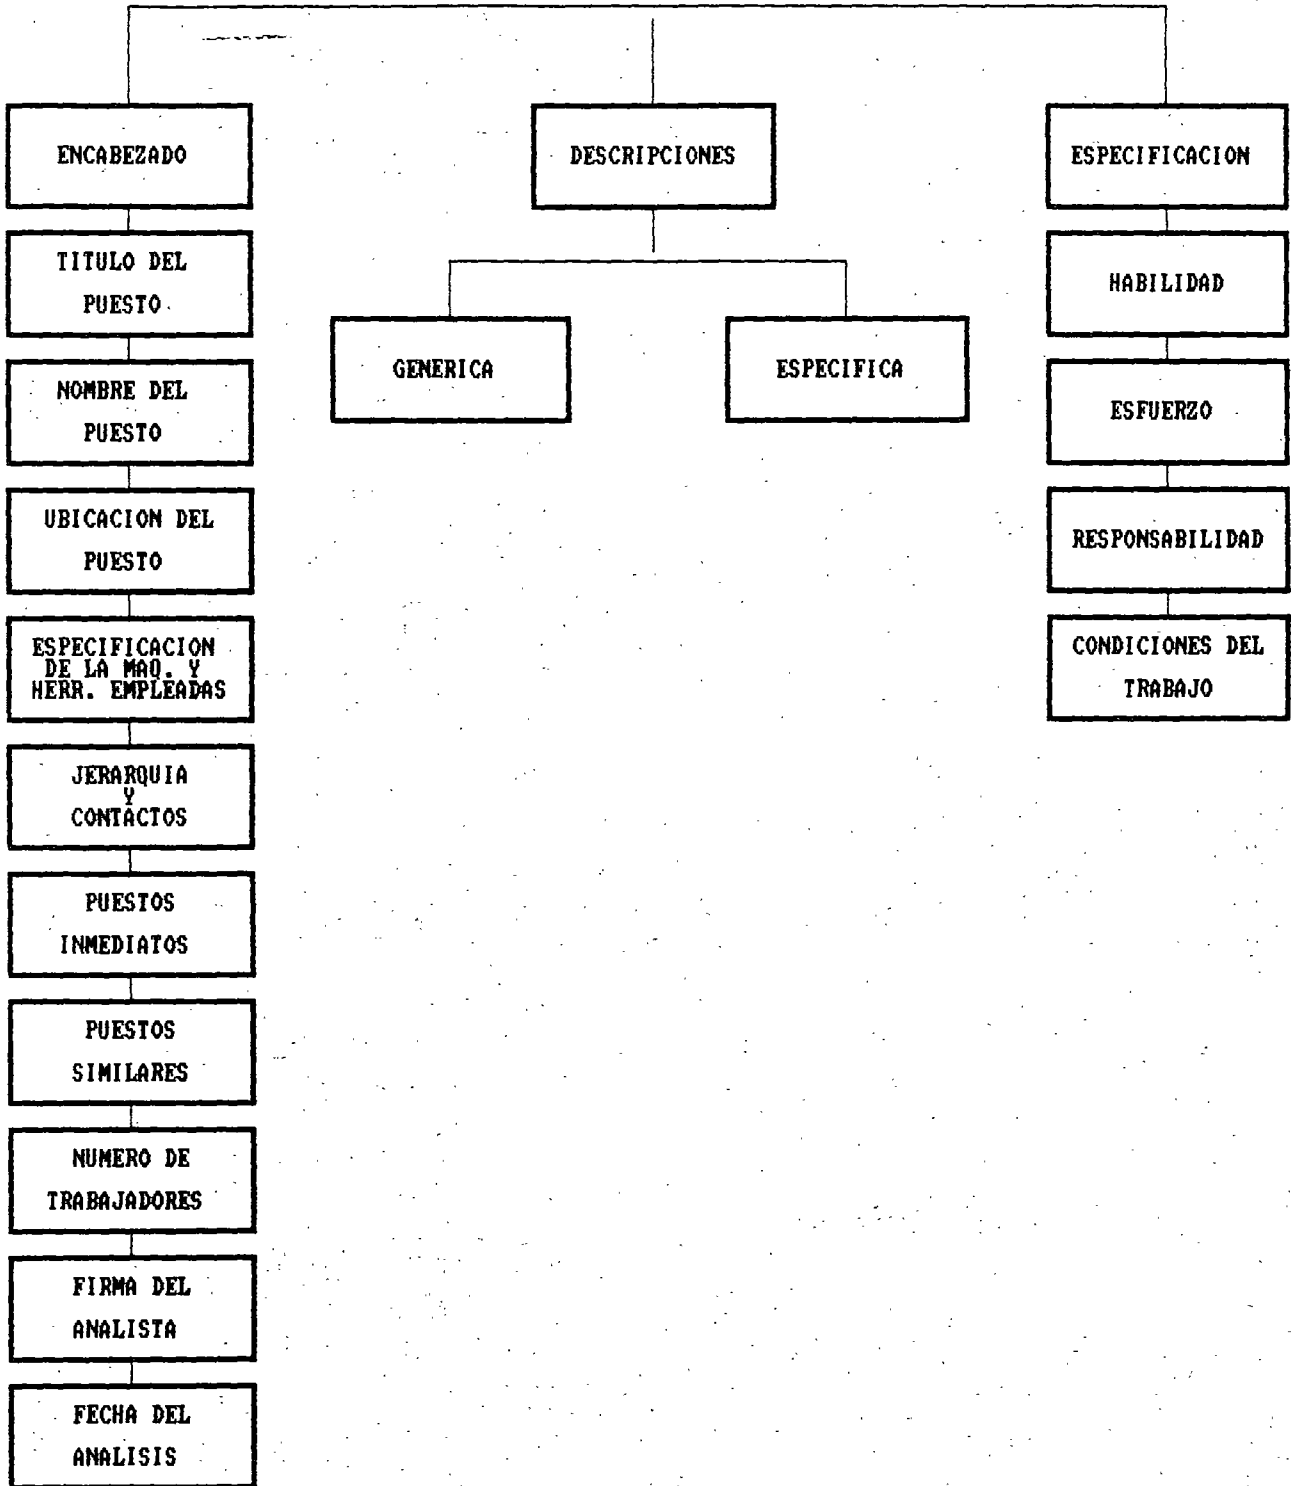 ENCABEZADO
TITULO DEL
PUESTO
NOMBRE DEL
PUESTO
UBICACION DEL
PUESTO
ESPECIFICACION
DE LA MAQ. Y
HERR. EMPLEADAS
JERARQUIA
Y
CONTACTOS
PUESTOS
INMEDIATOS
PUESTOS
SIMILARES
NUMERO DE
TRABAJADORES
FIRMA DEL
ANALISTA
FECHA DEL
ANALISIS
DESCRIPCIONES
GENERICA
ESPECIFICA
ESPECIFICACION
HABILIDAD
ESFUERZO
RESPONSABILIDAD
CONDICIONES DEL
TRABAJO